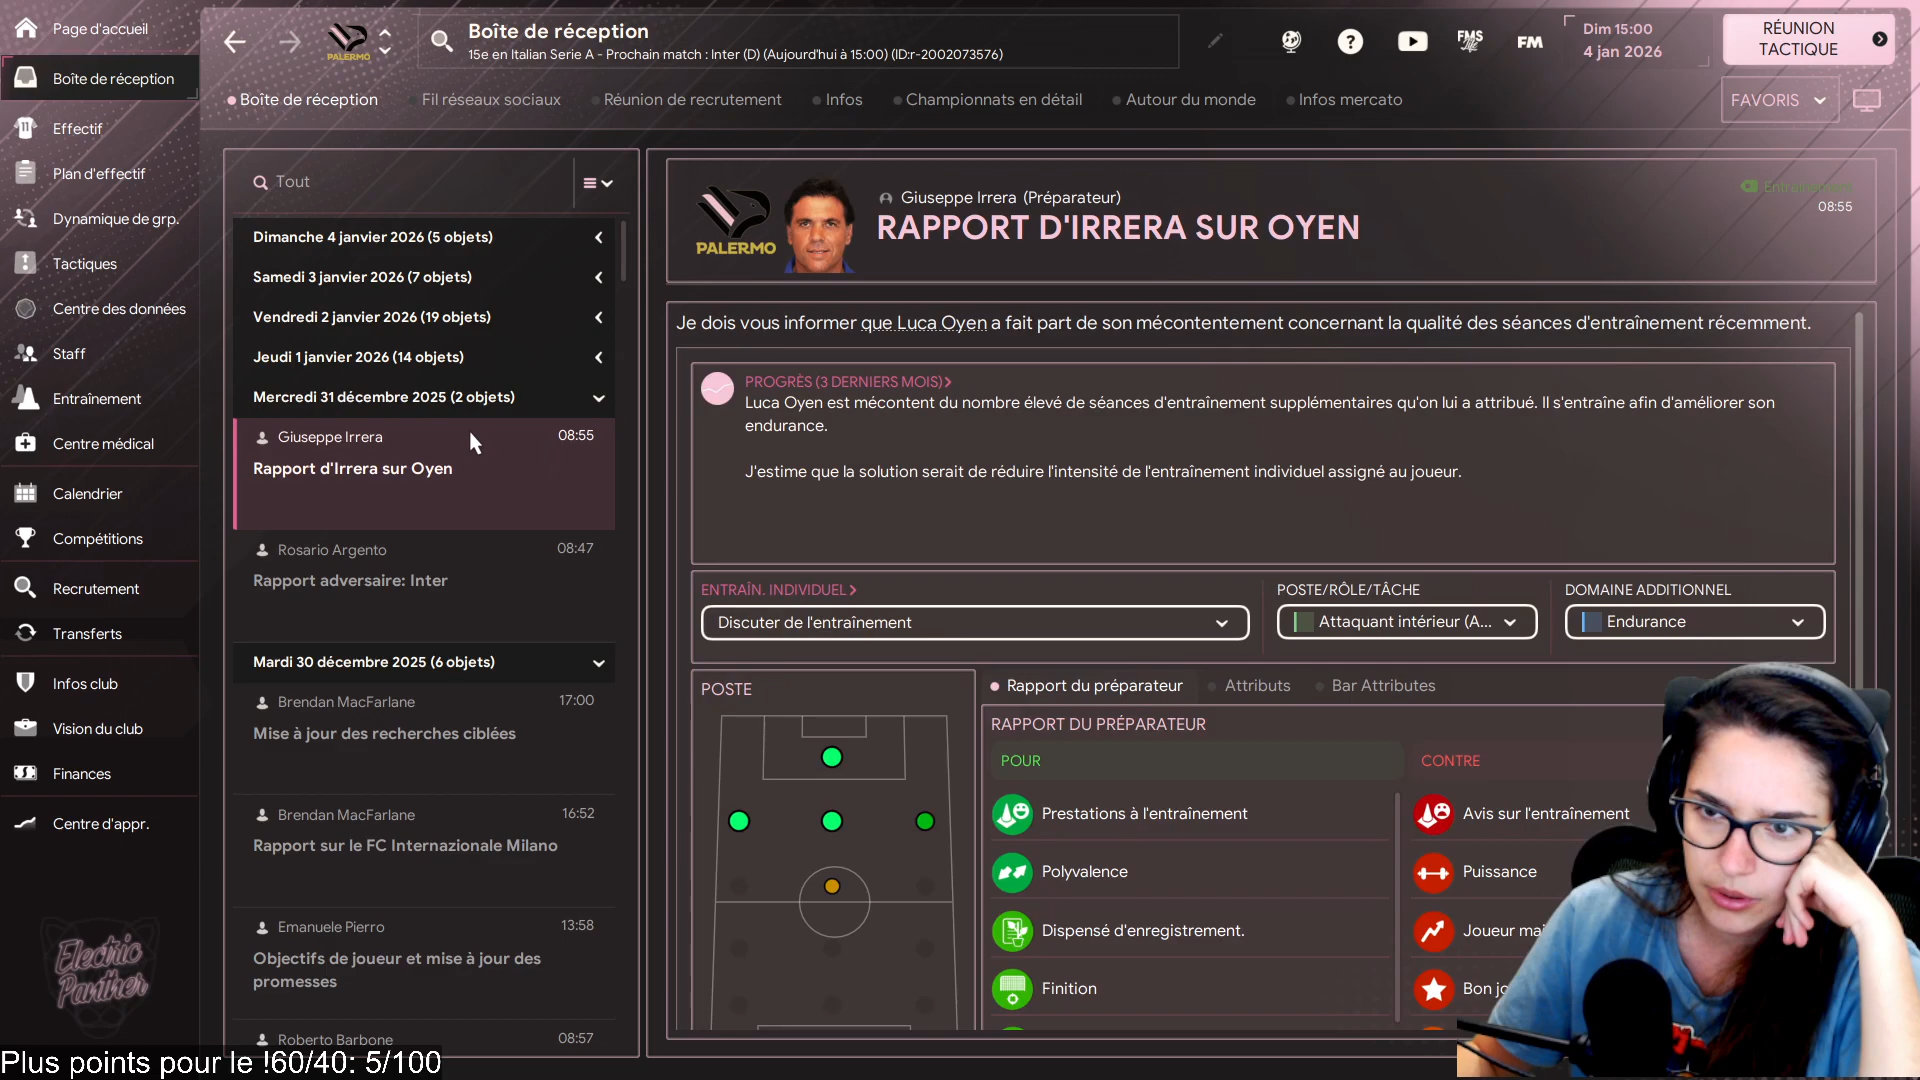 Page d'accueil
Boîte de réception
Effectif
Plan d'effectif
Dynamique de grp.
Tactiques
Centre des données
Staff
Entraînement
Centre médical
Calendrier
Compétitions
Recrutement
Transferts
Infos club
Vision du club
Finances
Centre d'appr.
Electric
Panther
PALERMO
Boîte de réception
15e en Italian Serie A - Prochain match : Inter (D) (Aujourd'hui à 15:00) (ID:r-2002073576)
FMS
life
FM
Dim 15:00
4 jan 2026
RÉUNION
TACTIQUE
Boîte de réception
Fil réseaux sociaux
Réunion de recrutement
Infos
Championnats en détail
Autour du monde
Infos mercato
FAVORIS
Tout
Dimanche 4 janvier 2026 (5 objets)
Samedi 3 janvier 2026 (7 objets)
Vendredi 2 janvier 2026 (19 objets)
Jeudi 1 janvier 2026 (14 objets)
Mercredi 31 décembre 2025 (2 objets)
Giuseppe Irrera 08:55
Rapport d'Irrera sur Oyen
Rosario Argento 08:47
Rapport adversaire: Inter
Mardi 30 décembre 2025 (6 objets)
Brendan MacFarlane 17:00
Mise à jour des recherches ciblées
Brendan MacFarlane 16:52
Rapport sur le FC Internazionale Milano
Emanuele Pierro 13:58
Objectifs de joueur et mise à jour des
promesses
Roberto Barbone 08:57
PALERMO
Giuseppe Irrera (Préparateur)
RAPPORT D'IRRERA SUR OYEN
08:55
Je dois vous informer que Luca Oyen a fait part de son mécontentement concernant la qualité des séances d'entraînement récemment.
PROGRÈS (3 DERNIERS MOIS)
Luca Oyen est mécontent du nombre élevé de séances d'entraînement supplémentaires qu'on lui a attribué. Il s'entraîne afin d'améliorer son
endurance.
J'estime que la solution serait de réduire l'intensité de l'entraînement individuel assigné au joueur.
ENTRAÎN. INDIVIDUEL
Discuter de l'entraînement
POSTE/RÔLE/TÂCHE
Attaquant intérieur (A...
DOMAINE ADDITIONNEL
Endurance
POSTE
Rapport du préparateur
Attributs
Bar Attributes
RAPPORT DU PRÉPARATEUR
POUR
CONTRE
Prestations à l'entraînement
Avis sur l'entraînement
Polyvalence
Puissance
Dispensé d'enregistrement.
Joueur
Finition
Bon
Plus points pour le !60/40: 5/100